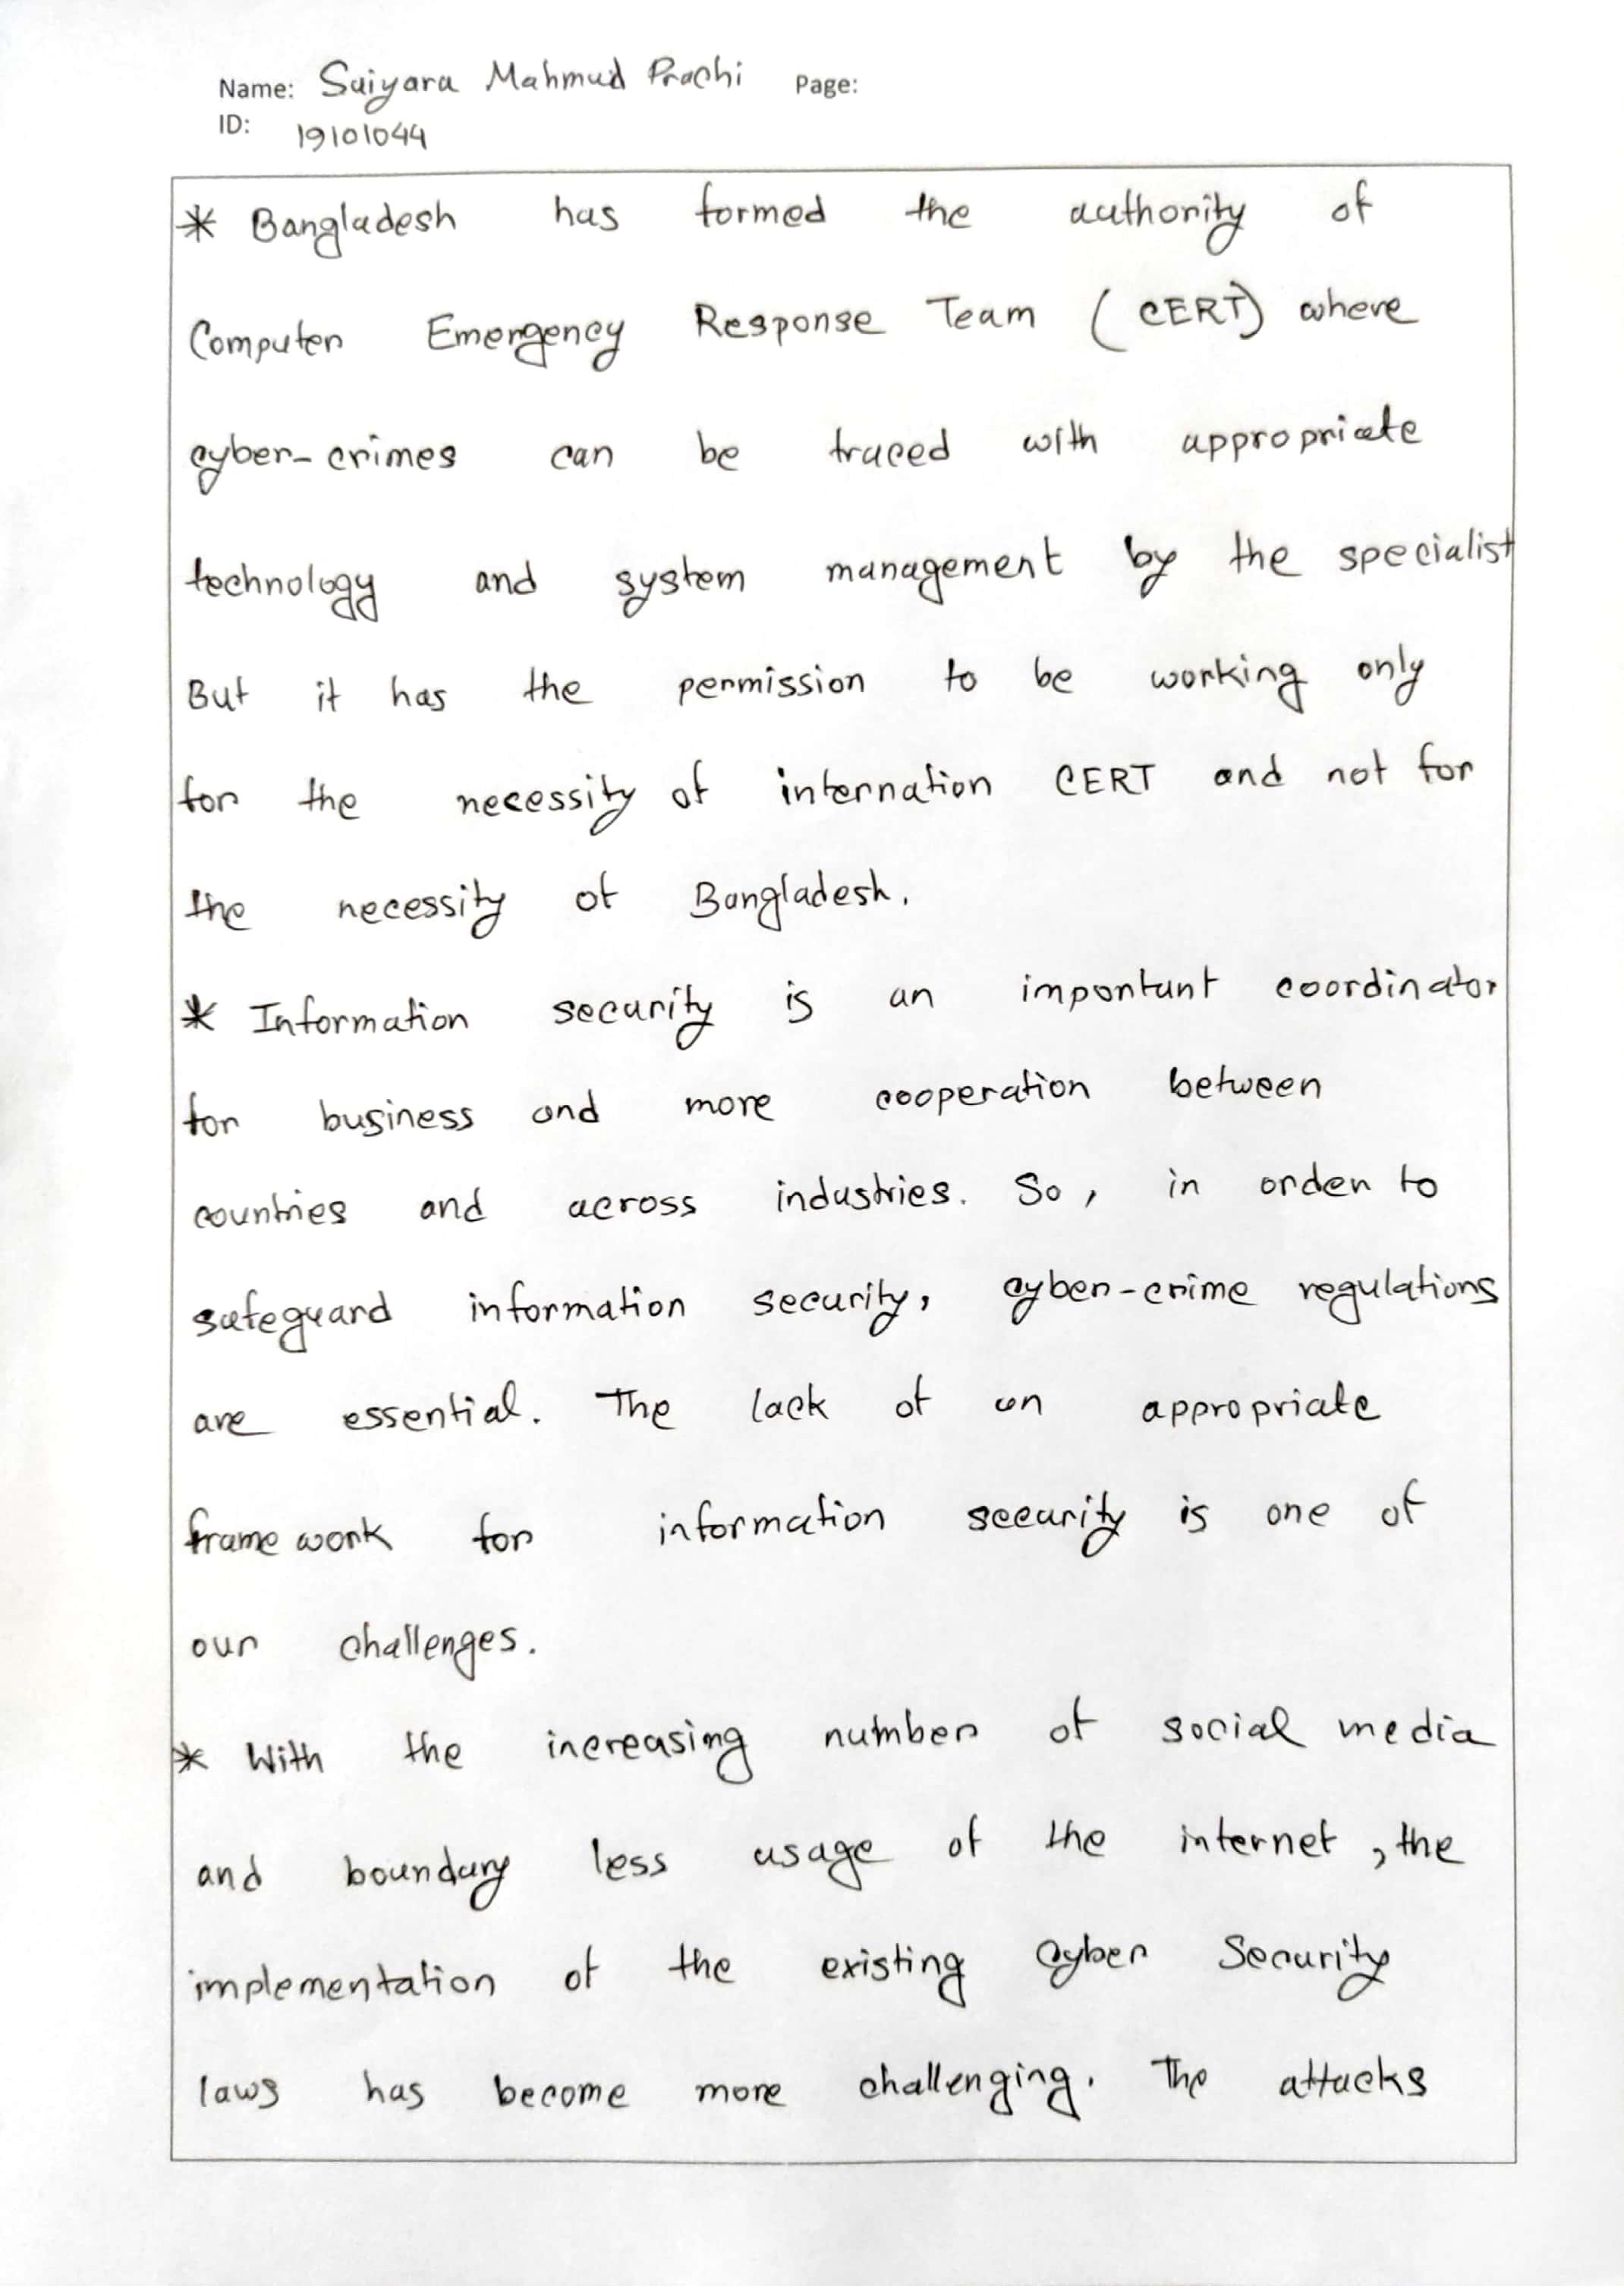 Name: Saiyara Mahmud Prachi Page:
ID: 19101044
* Bangladesh has formed the authority of
Computer Emergency Response Team (CERT) where
cyber-crimes can be traced with appropriate
technology and system management by the specialist
But it has the permission to be working only
for the necessity of internation CERT and not for
the necessity of Bangladesh.
* Information security is an important coordinator
for business and more cooperation between
countries and across industries. So, in order to
safeguard information security, cyber-crime regulations
are essential. The lack of an appropriate
frame work for information security is one of
our challenges.
* With the increasing number of social media
and boundary less usage of the internet, the
implementation of the existing Cyber Security
laws has become more challenging. The attacks